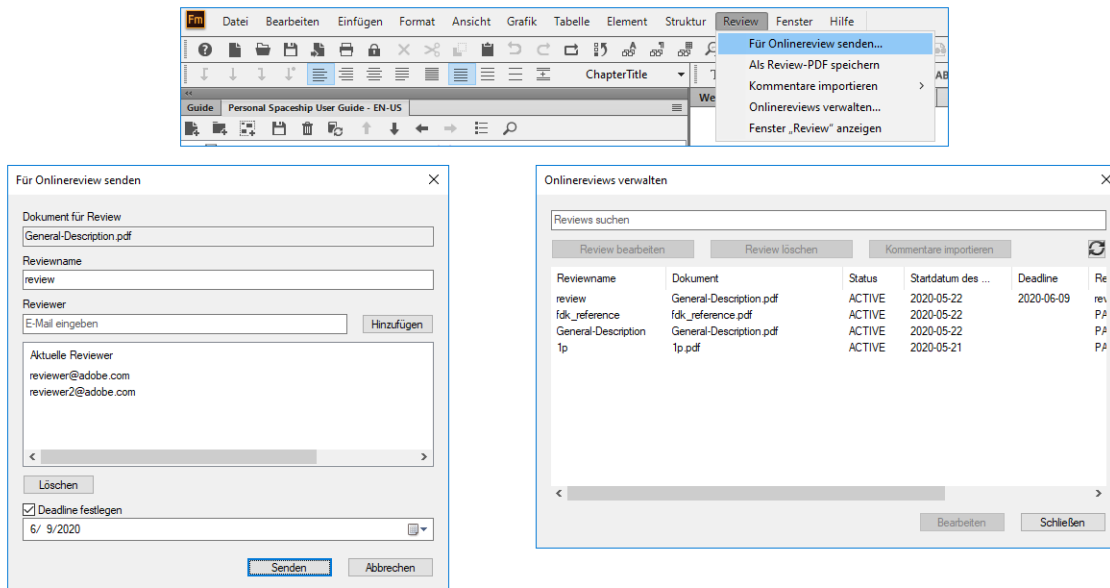 Fm Datei Bearbeiten Einfügen Format Ansicht Grafik Tabelle Element Struktur Review Fenster Hilfe
Für Onlinereview senden...
Als Review-PDF speichern
Kommentare importieren
Onlinereviews verwalten...
Fenster „Review" anzeigen
ChapterTitle
Guide Personal Spaceship User Guide - EN-US
Für Onlinereview senden
Dokument für Review
General-Description.pdf
Reviewname
review
Reviewer
E-Mail eingeben Hinzufügen
Aktuelle Reviewer
reviewer@adobe.com
reviewer2@adobe.com
Löschen
Deadline festlegen
6/ 9/2020
Senden Abbrechen
Onlinereviews verwalten
Reviews suchen
Review bearbeiten Review löschen Kommentare importieren
Reviewname Dokument Status Startdatum des ... Deadline Re
review General-Description.pdf ACTIVE 2020-05-22 2020-06-09 rev
fdk_reference fdk_reference.pdf ACTIVE 2020-05-22 PA
General-Description General-Description.pdf ACTIVE 2020-05-22 PA
1p 1p.pdf ACTIVE 2020-05-21 PA
Bearbeiten Schließen